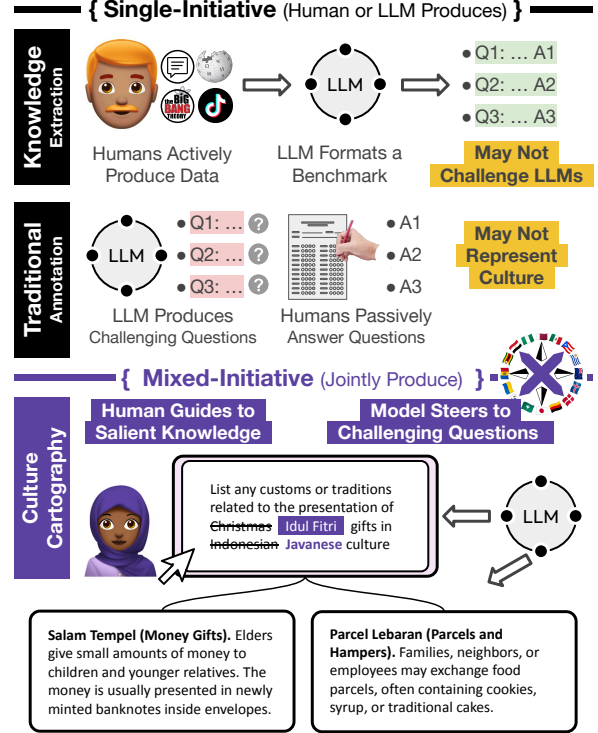 { Single-Initiative (Human or LLM Produces) }
Knowledge
Extraction
THE BIG
BANG
THEORY
LLM
Q1: ... A1
Q2: ... A2
Q3: ... A3
Humans Actively
Produce Data
LLM Formats a
Benchmark
May Not
Challenge LLMs
Traditional
Annotation
LLM
Q1: ... ?
Q2: ... ?
Q3: ... ?
A1
A2
A3
May Not
Represent
Culture
LLM Produces
Challenging Questions
Humans Passively
Answer Questions
{ Mixed-Initiative (Jointly Produce) }
Culture
Cartography
Human Guides to
Salient Knowledge
Model Steers to
Challenging Questions
List any customs or traditions
related to the presentation of
Christmas Idul Fitri gifts in
Indonesian Javanese culture
LLM
Salam Tempel (Money Gifts). Elders
give small amounts of money to
children and younger relatives. The
money is usually presented in newly
minted banknotes inside envelopes.
Parcel Lebaran (Parcels and
Hampers). Families, neighbors, or
employees may exchange food
parcels, often containing cookies,
syrup, or traditional cakes.